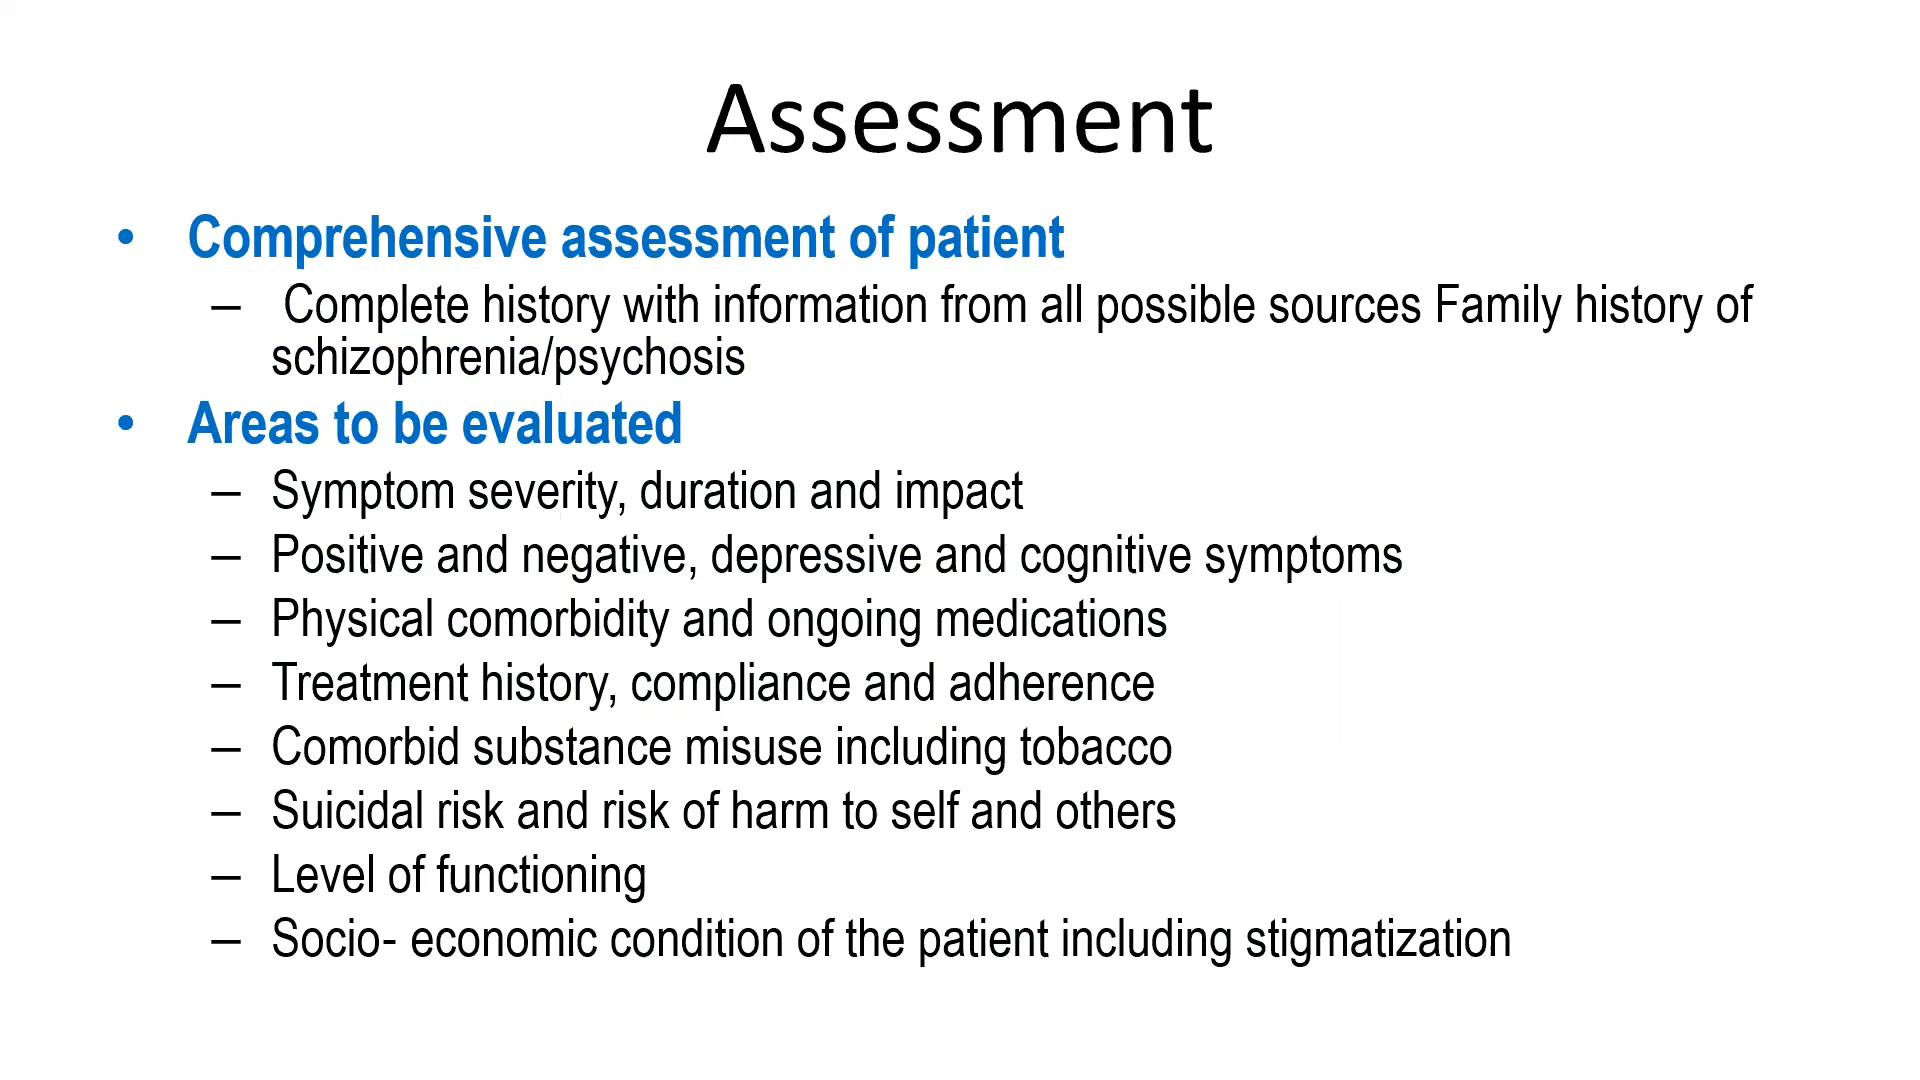 Assessment
• Comprehensive assessment of patient
– Complete history with information from all possible sources Family history of
schizophrenia/psychosis
• Areas to be evaluated
– Symptom severity, duration and impact
– Positive and negative, depressive and cognitive symptoms
– Physical comorbidity and ongoing medications
– Treatment history, compliance and adherence
– Comorbid substance misuse including tobacco
– Suicidal risk and risk of harm to self and others
– Level of functioning
– Socio- economic condition of the patient including stigmatization